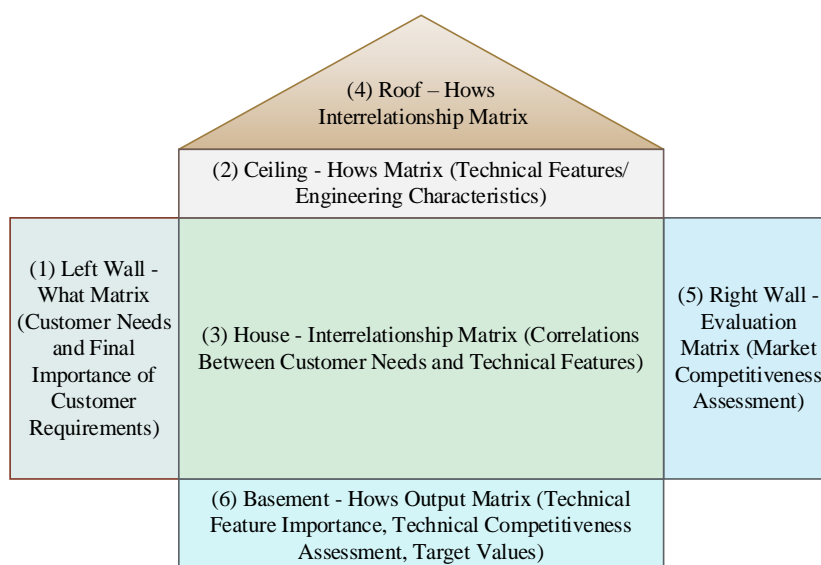 (4) Roof – Hows
Interrelationship Matrix
(2) Ceiling - Hows Matrix (Technical Features/
Engineering Characteristics)
(1) Left Wall -
What Matrix
(Customer Needs
and Final
Importance of
Customer
Requirements)
(3) House - Interrelationship Matrix (Correlations
Between Customer Needs and Technical Features)
(5) Right Wall -
Evaluation
Matrix (Market
Competitiveness
Assessment)
(6) Basement - Hows Output Matrix (Technical
Feature Importance, Technical Competitiveness
Assessment, Target Values)